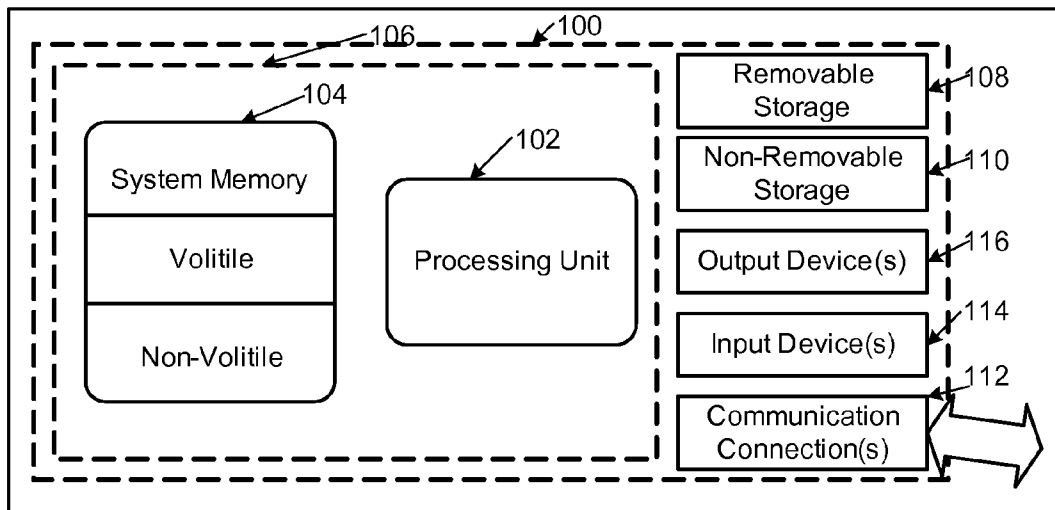 106
100
104
System Memory
Volitile
Non-Volitile
102
Processing Unit
Removable
Storage
108
Non-Removable
Storage
110
Output Device(s)
116
Input Device(s)
114
Communication
Connection(s)
112